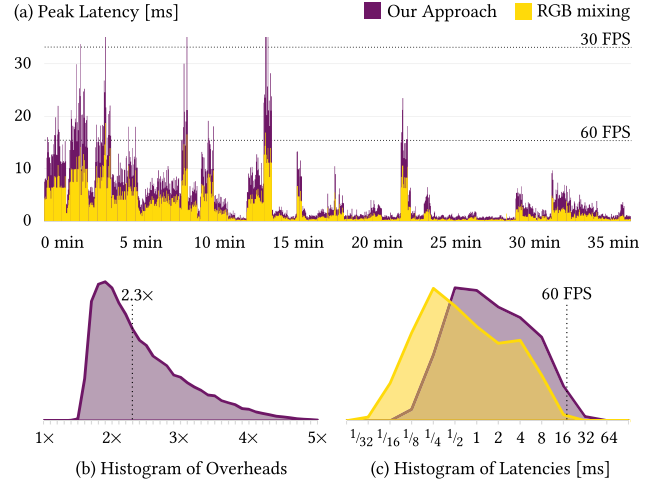 (a) Peak Latency [ms]
Our Approach
RGB mixing
30 FPS
30
20
60 FPS
10
0
0 min 5 min 10 min 15 min 20 min 25 min 30 min 35 min
2.3×
60 FPS
1× 2× 3× 4× 5×
1/32 1/16 1/8 1/4 1/2 1 2 4 8 16 32 64
(b) Histogram of Overheads
(c) Histogram of Latencies [ms]